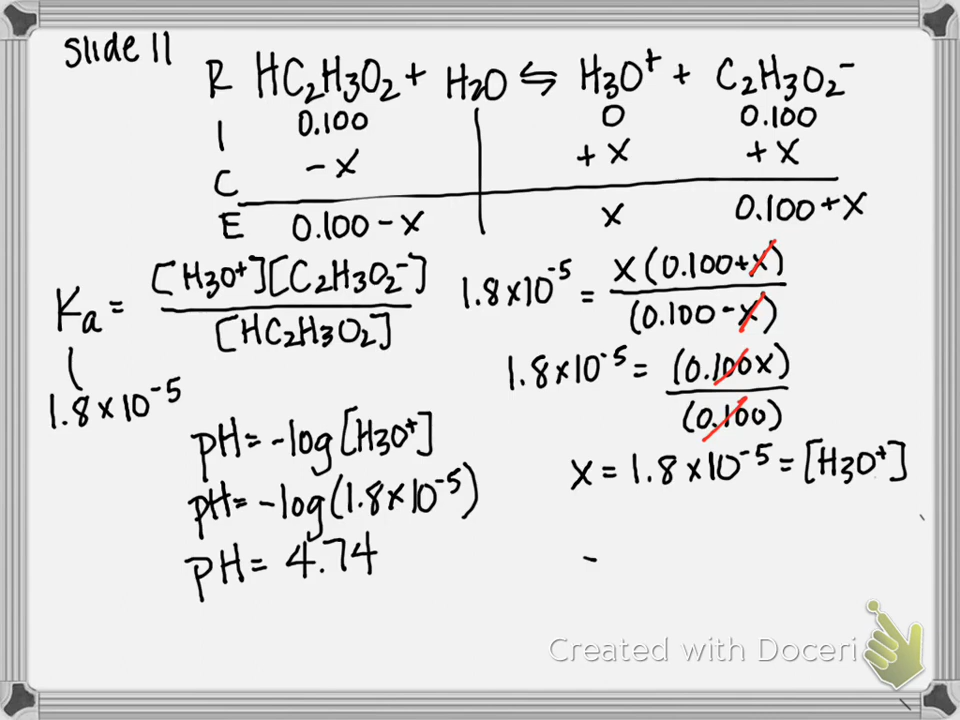 Slide 11
R HC₂H₃O₂ + H₂O ⇋ H₃O⁺ + C₂H₃O₂⁻
I 0.100 0 0.100
C - X + X + X
E 0.100 - X X 0.100 + X
Ka = [H₃O⁺][C₂H₃O₂⁻] / [HC₂H₃O₂]
1.8 x 10⁻⁵
1.8 x 10⁻⁵ = X (0.100 + X) / (0.100 - X)
1.8 x 10⁻⁵ = (0.100X) / (0.100)
X = 1.8 x 10⁻⁵ = [H₃O⁺]
pH = -log [H₃O⁺]
pH = -log (1.8 x 10⁻⁵)
pH = 4.74
-
Created with Doceri